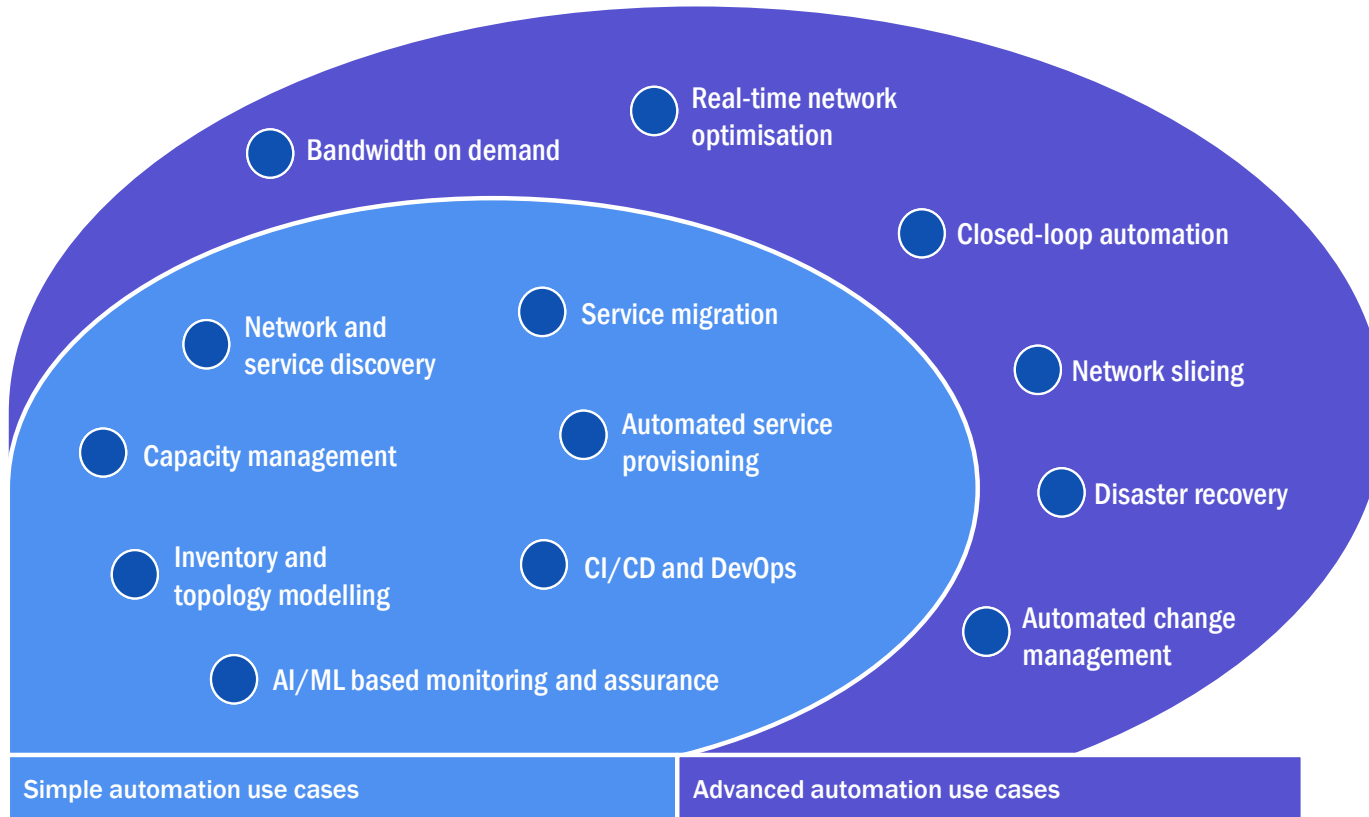 Real-time network
optimisation
Bandwidth on demand
Closed-loop automation
Service migration
Network and
service discovery
Network slicing
Automated service
provisioning
Capacity management
Disaster recovery
Inventory and
topology modelling
CI/CD and DevOps
Automated change
management
AI/ML based monitoring and assurance
Simple automation use cases
Advanced automation use cases